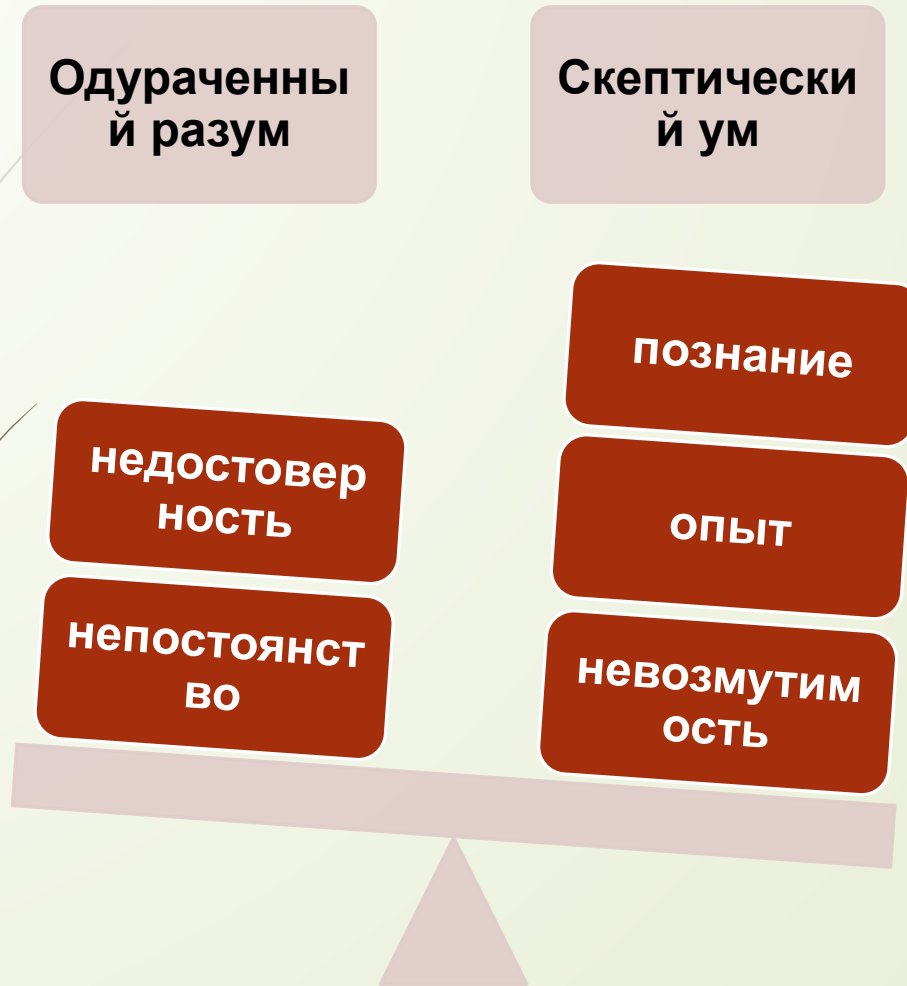 Одураченны
й разум
Скептически
й ум
познание
опыт
невозмутим
ость
недостовер
ность
непостоянст
во